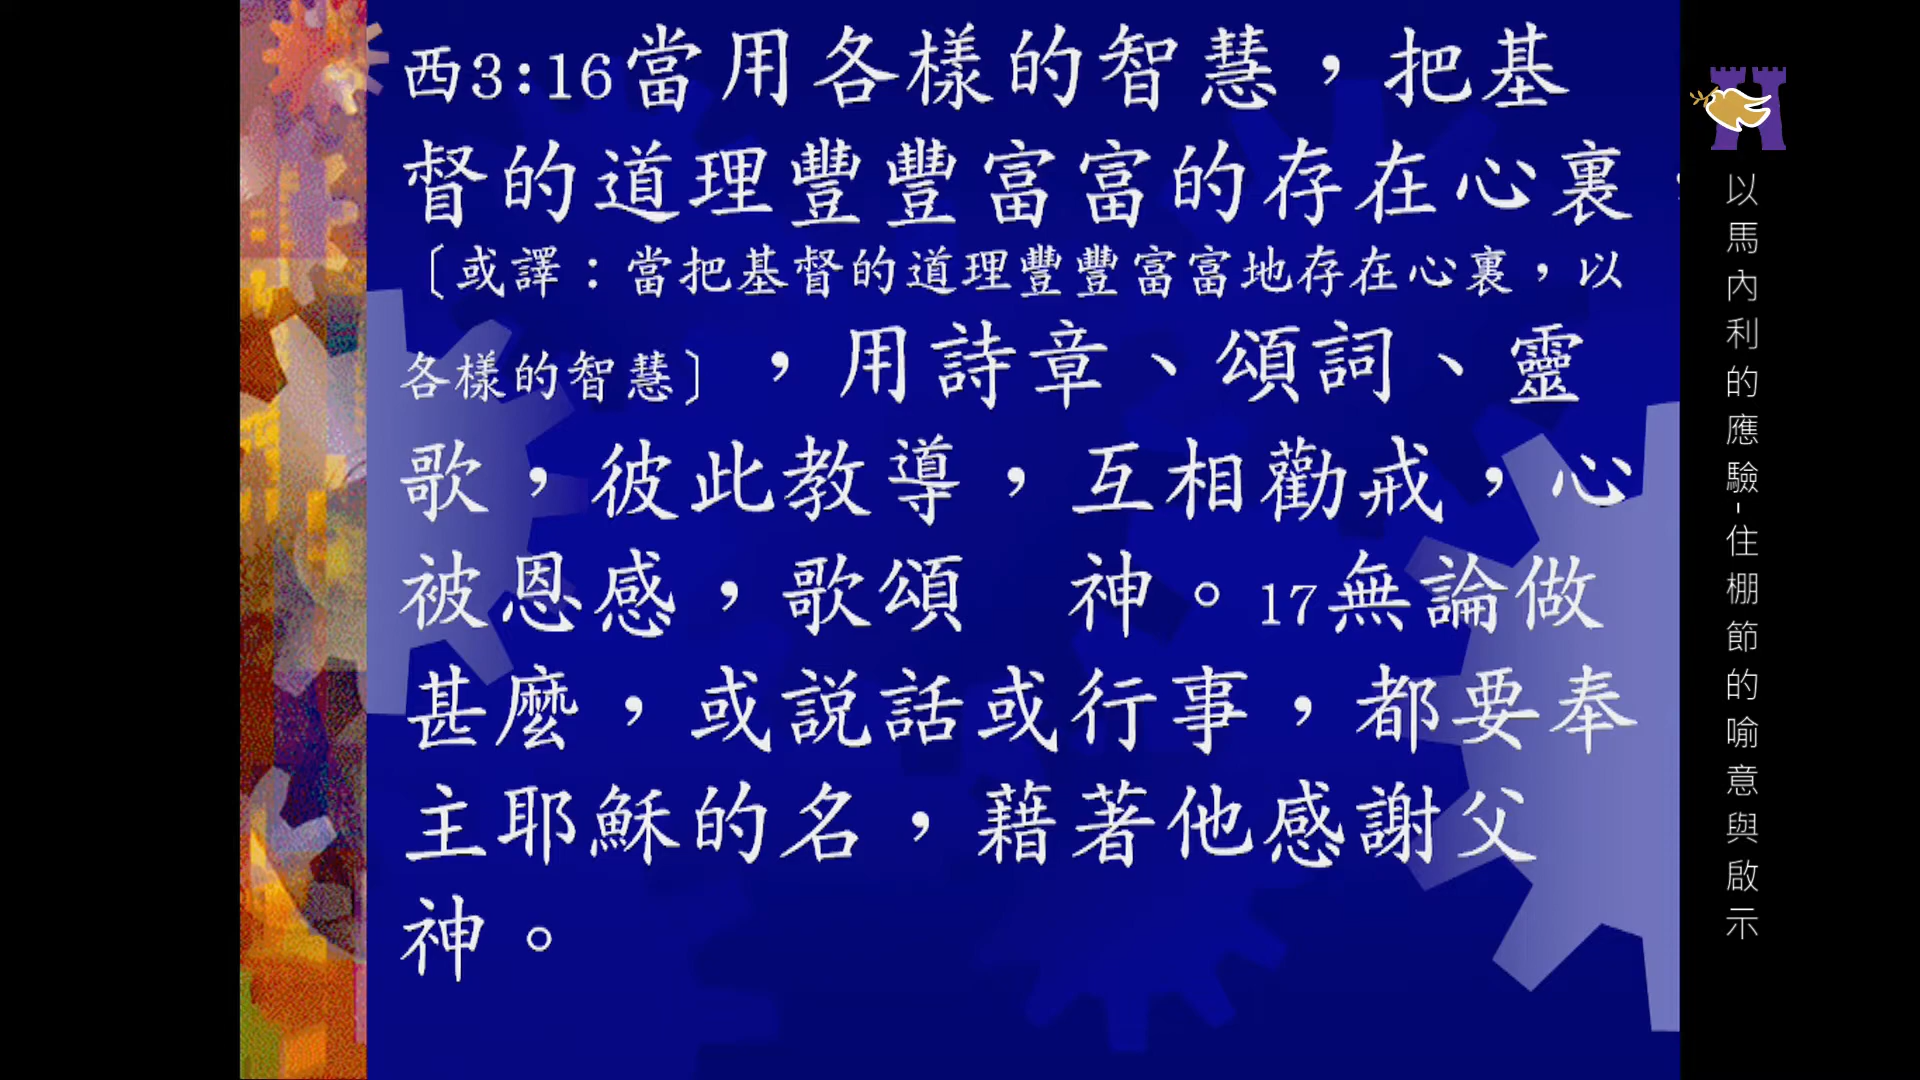 西3:16當用各樣的智慧，把基
督的道理豐豐富富的存在心裏，
〔或譯：當把基督的道理豐豐富富地存在心裏，以
各樣的智慧〕，用詩章、頌詞、靈
歌，彼此教導，互相勸戒，心
被恩感，歌頌　神。17無論做
甚麼，或説話或行事，都要奉
主耶穌的名，藉著他感謝父
神。
以馬內利的應驗-住棚節的喻意與啟示